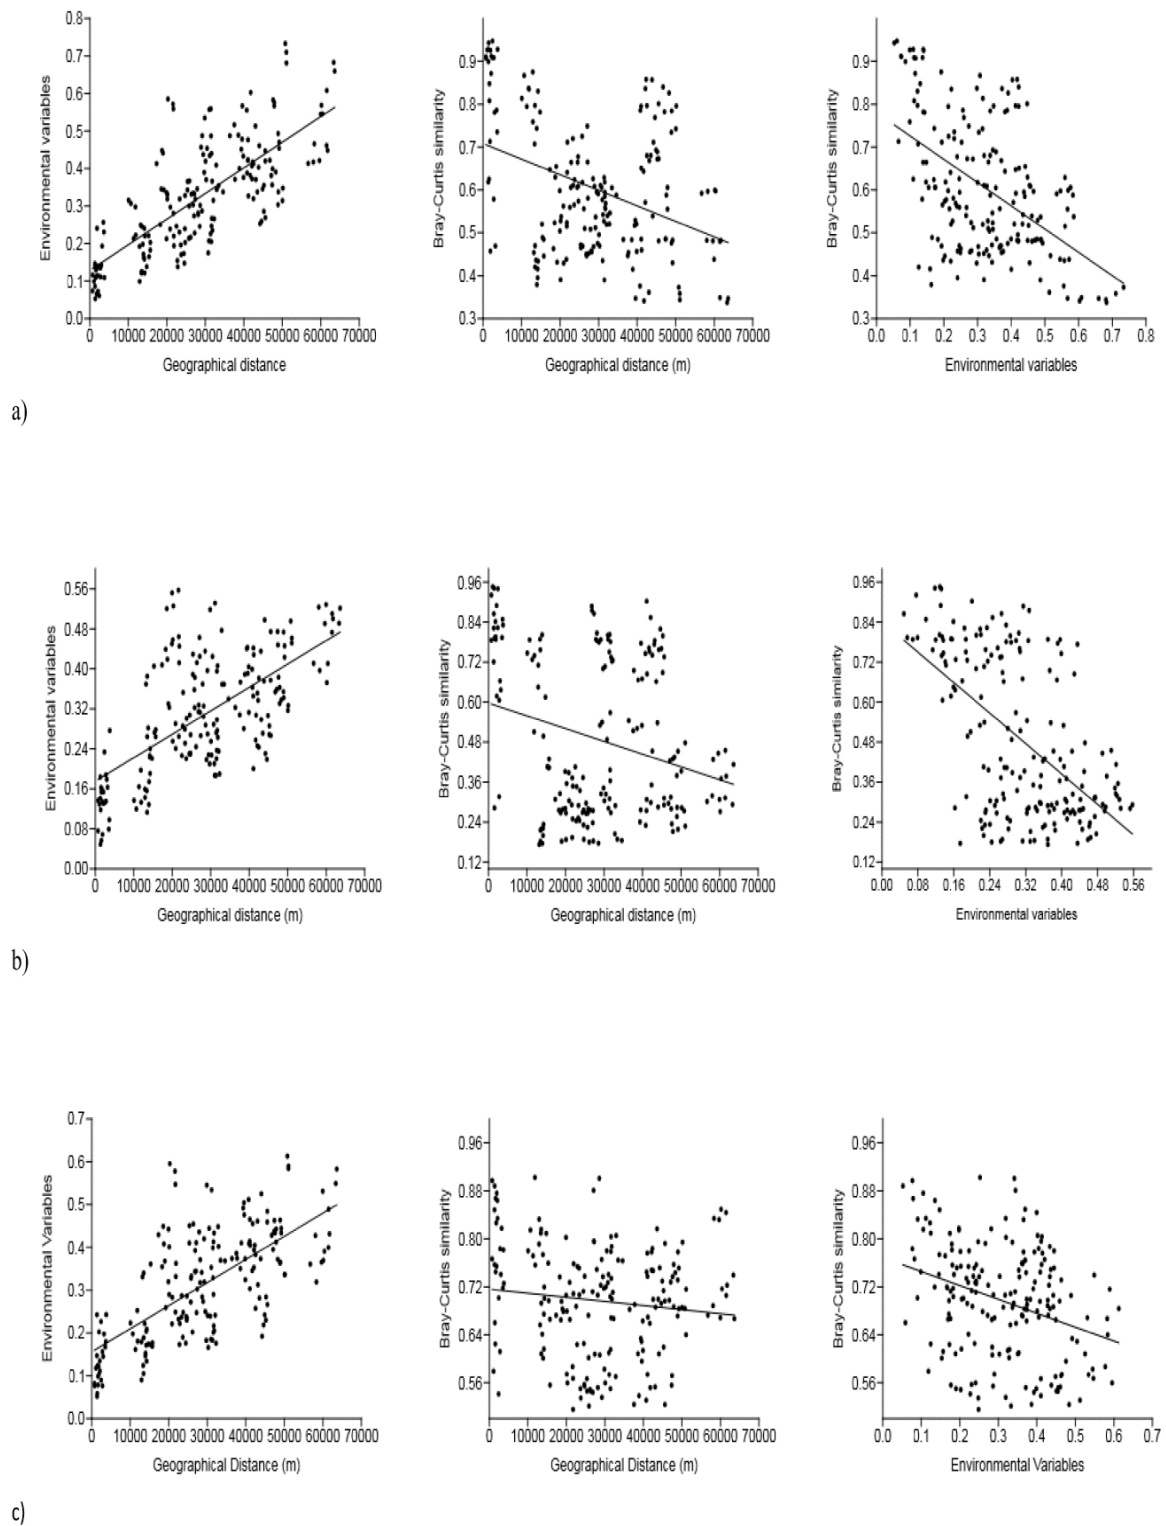 0.8
0.7
0.6
0.5
0.4
0.3
0.2
0.1
0.0
Environmental variables
0 10000 20000 30000 40000 50000 60000 70000
Geographical distance
0.9
0.8
0.7
0.6
0.5
0.4
0.3
Bray-Curtis similarity
0 10000 20000 30000 40000 50000 60000 70000
Geographical distance (m)
0.9
0.8
0.7
0.6
0.5
0.4
0.3
Bray-Curtis similarity
0.0 0.1 0.2 0.3 0.4 0.5 0.6 0.7 0.8
Environmental variables
a)
0.56
0.48
0.40
0.32
0.24
0.16
0.08
0.00
Environmental variables
0 10000 20000 30000 40000 50000 60000 70000
Geographical distance (m)
0.96
0.84
0.72
0.60
0.48
0.36
0.24
0.12
Bray-Curtis similarity
0 10000 20000 30000 40000 50000 60000 70000
Geographical distance (m)
0.96
0.84
0.72
0.60
0.48
0.36
0.24
0.12
Bray-Curtis similarity
0.00 0.08 0.16 0.24 0.32 0.40 0.48 0.56
Environmental variables
b)
0.7
0.6
0.5
0.4
0.3
0.2
0.1
0.0
Environmental Variables
0 10000 20000 30000 40000 50000 60000 70000
Geographical Distance (m)
0.96
0.88
0.80
0.72
0.64
0.56
Bray-Curtis similarity
0 10000 20000 30000 40000 50000 60000 70000
Geographical Distance (m)
0.96
0.88
0.80
0.72
0.64
0.56
Bray-Curtis similarity
0.0 0.1 0.2 0.3 0.4 0.5 0.6 0.7
Environmental Variables
c)